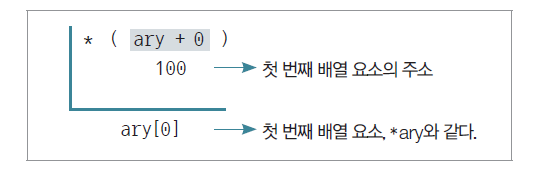 * ( ary + 0 )
100 첫 번째 배열 요소의 주소
ary[0] 첫 번째 배열 요소, *ary와 같다.